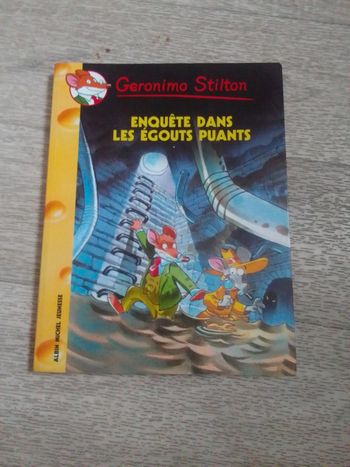 Geronimo Stilton
ENQUÊTE DANS
LES ÉGOUTS PUANTS
ALBIN MICHEL JEUNESSE